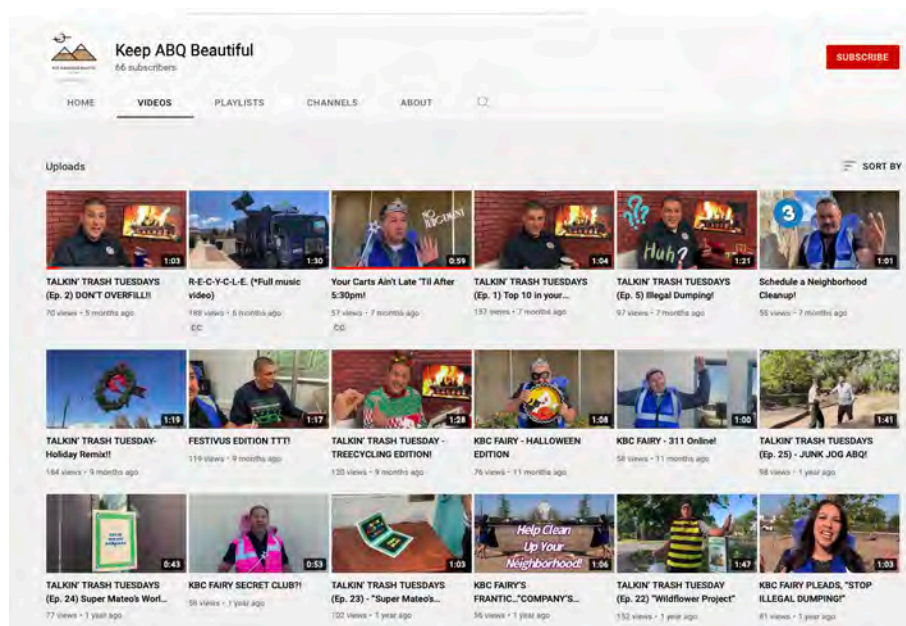 Keep ABQ Beautiful
66 subscribers
SUBSCRIBE
HOME VIDEOS PLAYLISTS CHANNELS ABOUT
Uploads
SORT BY
1:03
1:30
NO
0:59
1:04
Huh?
1:21
3
1:01
TALKIN' TRASH TUESDAYS
(Ep. 2) DON'T OVERFILL!!
70 views • 5 months ago
R-E-C-Y-C-L-E. (*Full music
video)
188 views • 6 months ago
CC
Your Carts Ain't Late 'Til After
5:30pm!
57 views • 7 months ago
CC
TALKIN' TRASH TUESDAYS
(Ep. 1) Top 10 in your...
157 views • 7 months ago
TALKIN' TRASH TUESDAYS
(Ep. 5) Illegal Dumping!
97 views • 7 months ago
Schedule a Neighborhood
Cleanup!
55 views • 7 months ago
1:19
1:17
1:28
1:08
1:00
1:41
TALKIN' TRASH TUESDAY-
Holiday Remix!!
164 views • 9 months ago
FESTIVUS EDITION TTT!
119 views • 9 months ago
TALKIN' TRASH TUESDAY -
TREECYCLING EDITION!
120 views • 9 months ago
KBC FAIRY - HALLOWEEN
EDITION
76 views • 11 months ago
KBC FAIRY - 311 Online!
58 views • 11 months ago
TALKIN' TRASH TUESDAYS
(Ep. 25) - JUNK JOG ABQ!
98 views • 1 year ago
0:43
0:53
1:03
Help Clean
Up Your
Neighborhood!
1:06
1:47
1:03
TALKIN' TRASH TUESDAYS
(Ep. 24) Super Mateo's Worl...
77 views • 1 year ago
KBC FAIRY SECRET CLUB?!
58 views • 1 year ago
TALKIN' TRASH TUESDAYS
(Ep. 23) - "Super Mateo's...
102 views • 1 year ago
KBC FAIRY'S
FRANTIC..."COMPANY'S...
56 views • 1 year ago
TALKIN' TRASH TUESDAY
(Ep. 22) "Wildflower Project"
152 views • 1 year ago
KBC FAIRY PLEADS, "STOP
ILLEGAL DUMPING!"
81 views • 1 year ago